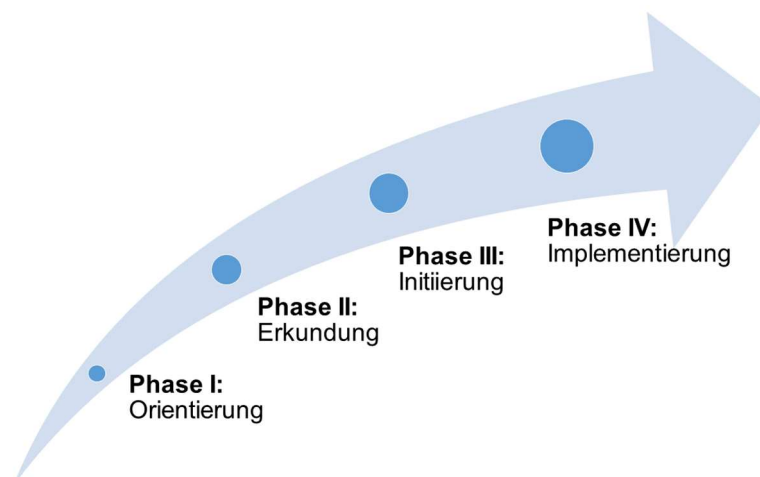 Phase I:
Orientierung
Phase II:
Erkundung
Phase III:
Initiierung
Phase IV:
Implementierung